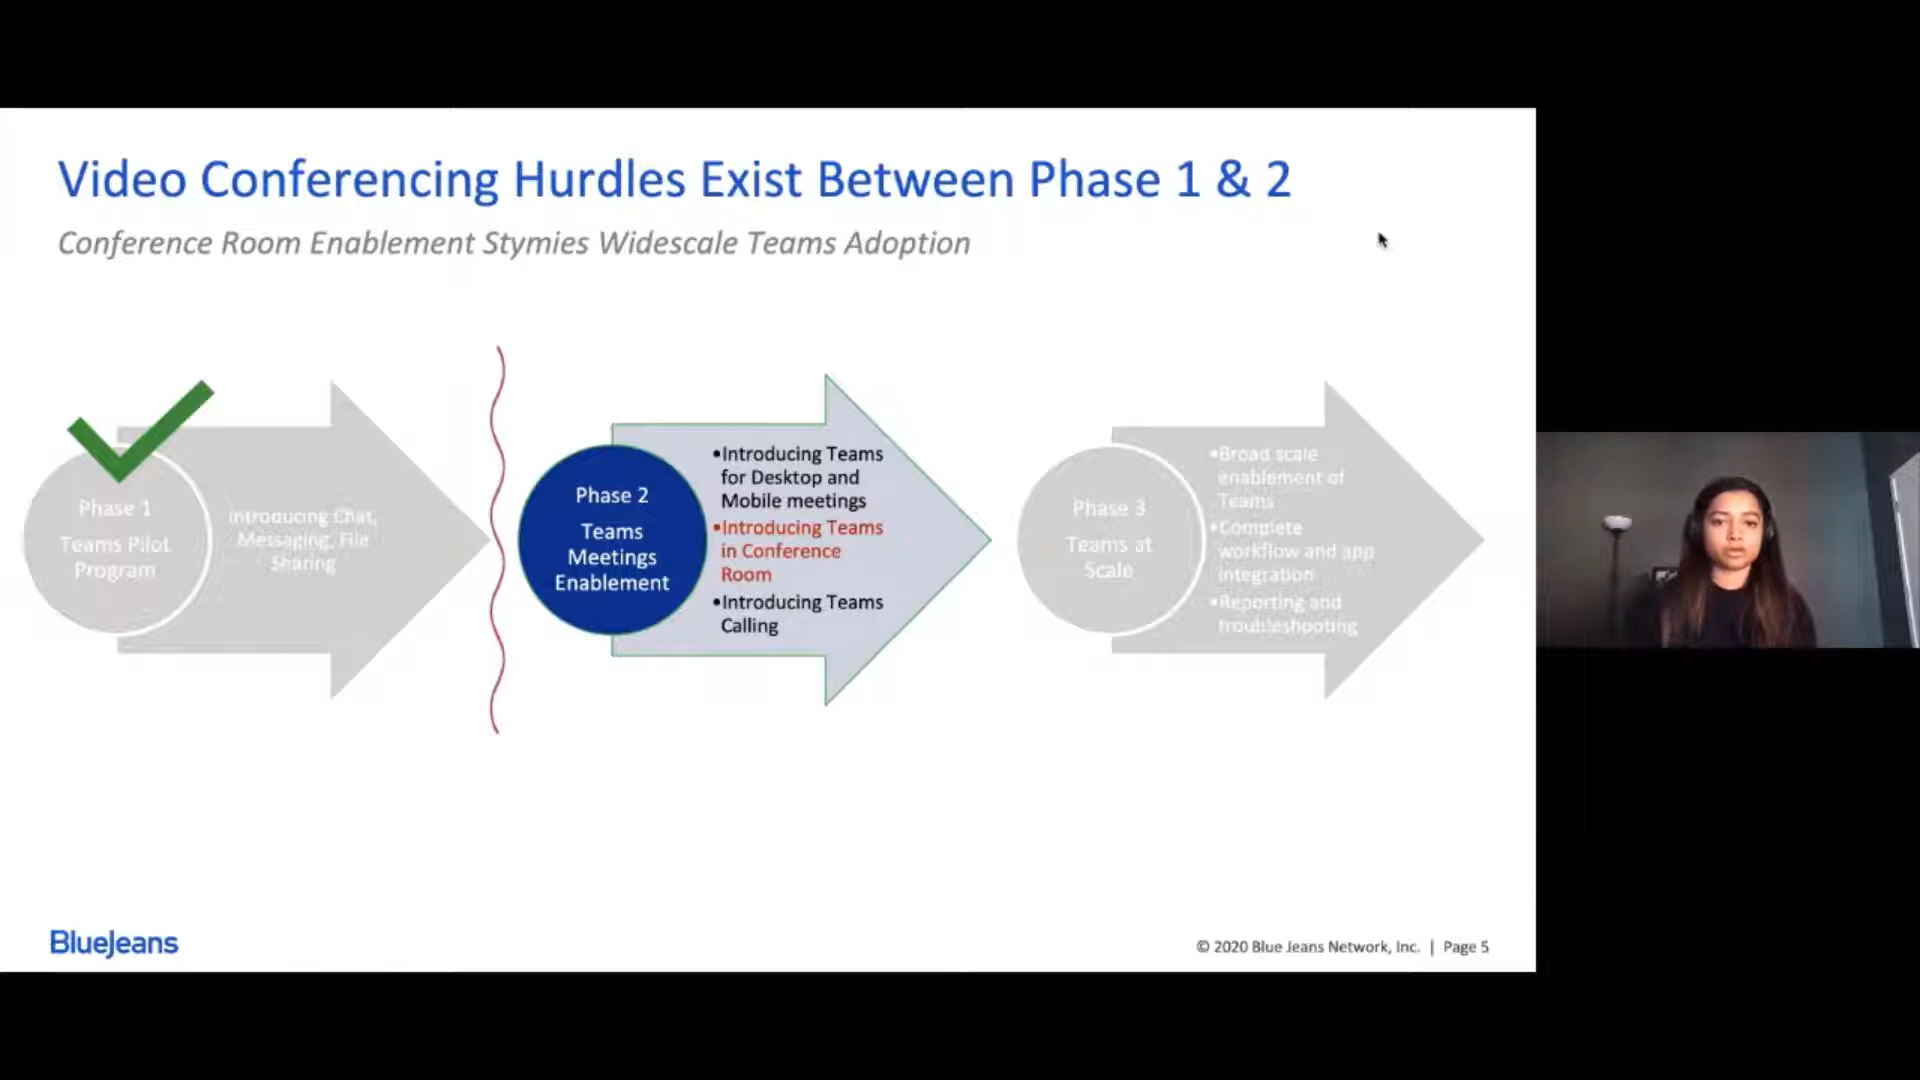 Video Conferencing Hurdles Exist Between Phase 1 & 2
Conference Room Enablement Stymies Widescale Teams Adoption
Phase 1
Teams Pilot
Program
Introducing Chat,
Messaging, File
Sharing
Phase 2
Teams
Meetings
Enablement
•Introducing Teams
for Desktop and
Mobile meetings
•Introducing Teams
in Conference
Room
•Introducing Teams
Calling
Phase 3
Teams at
Scale
•Broad scale
enablement of
Teams
•Complete
workflow and app
integration
•Reporting and
troubleshooting
BlueJeans
© 2020 Blue Jeans Network, Inc. | Page 5